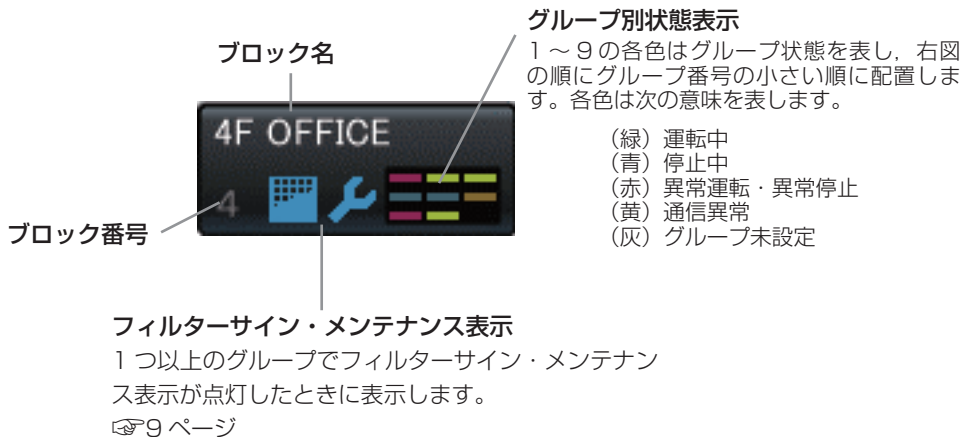 グループ別状態表示
1～9の各色はグループ状態を表し，右図
の順にグループ番号の小さい順に配置しま
す。各色は次の意味を表します。
（緑）運転中
（青）停止中
（赤）異常運転・異常停止
（黄）通信異常
（灰）グループ未設定
ブロック名
4F OFFICE
4
ブロック番号
フィルターサイン・メンテナンス表示
1つ以上のグループでフィルターサイン・メンテナン
ス表示が点灯したときに表示します。
☞9ページ